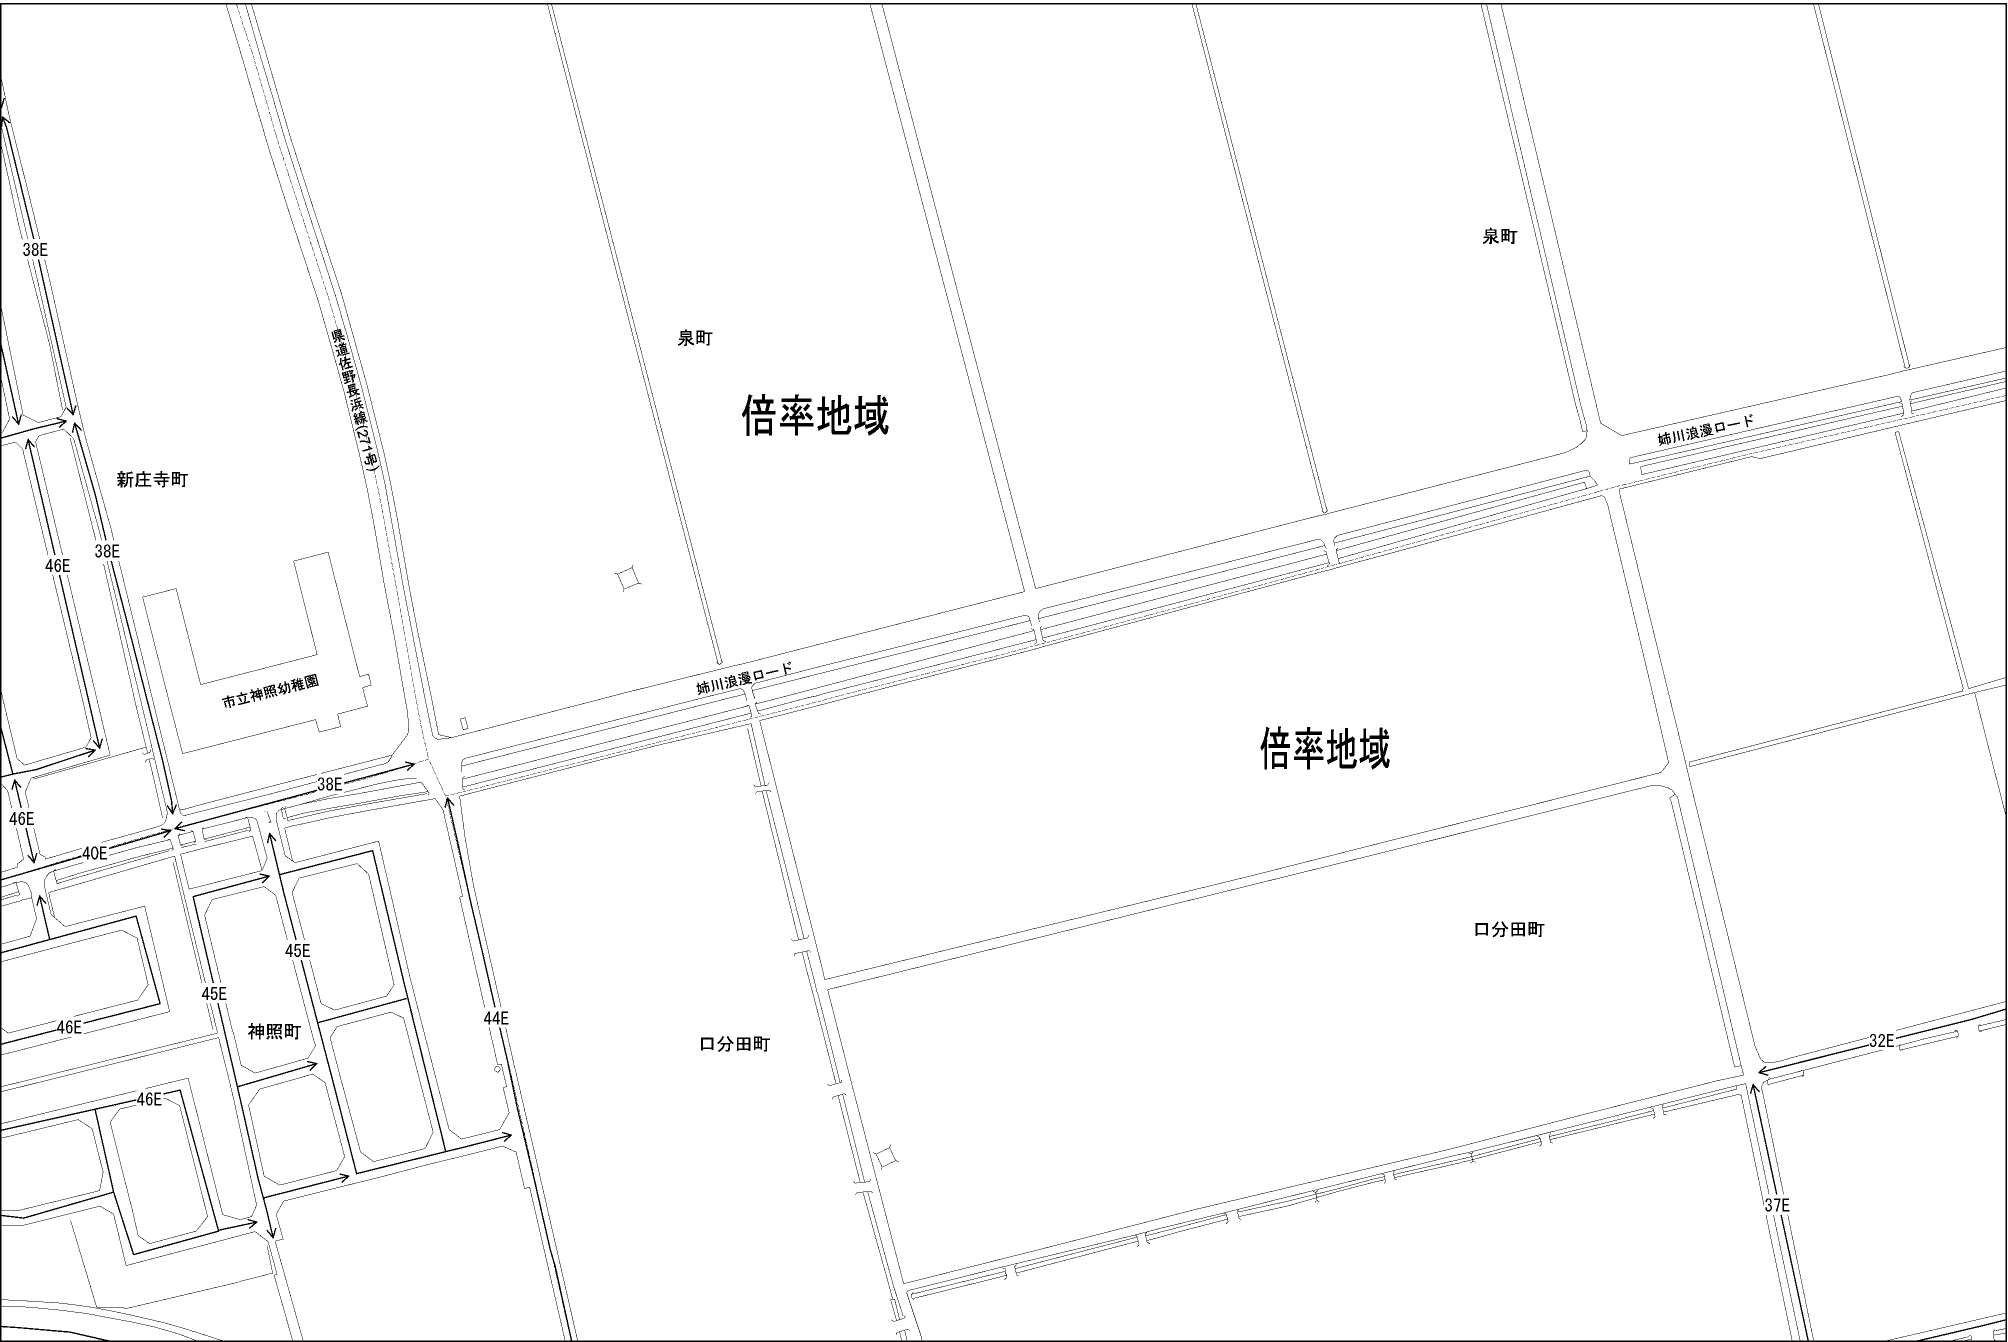 泉町
38E
泉町
県道佐野長浜線(271号)
倍率地域
姉川浪漫ロード
新庄寺町
38E
46E
市立神照幼稚園
姉川浪漫ロード
倍率地域
38E
46E
40E
口分田町
45E
45E
44E
46E
神照町
口分田町
32E
46E
37E